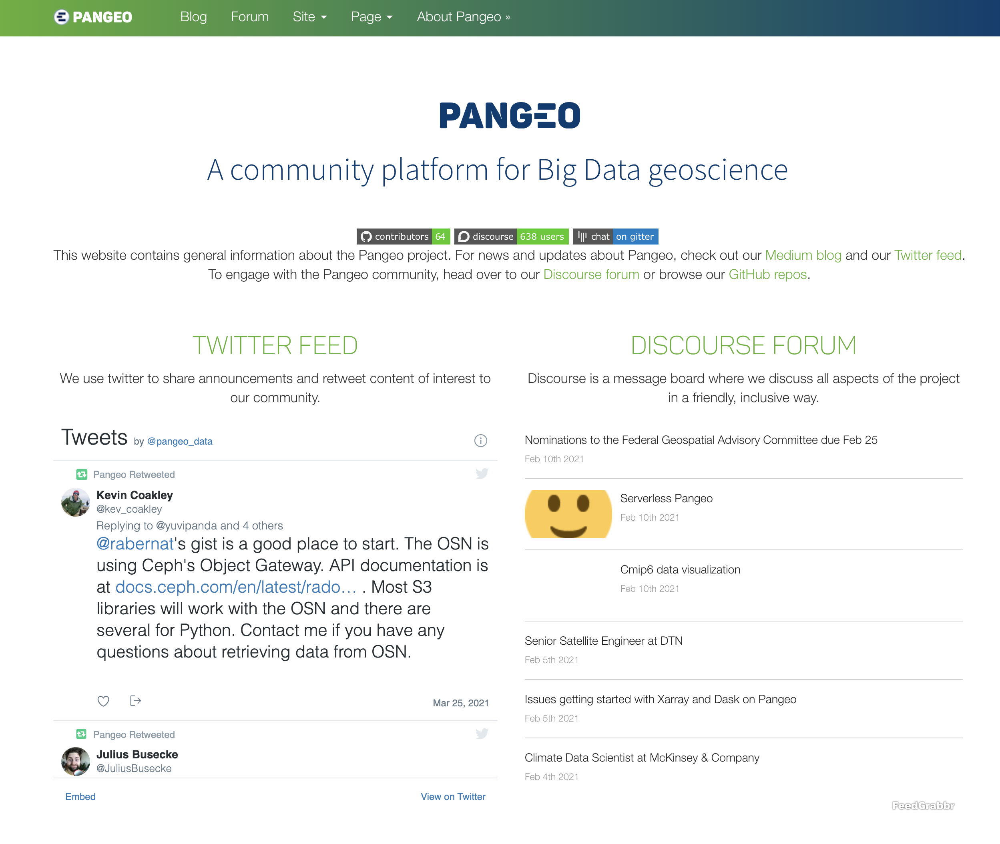 PANGEO Blog Forum Site Page About Pangeo »
PANGEO
A community platform for Big Data geoscience
contributors 64 discourse 638 users chat on gitter
This website contains general information about the Pangeo project. For news and updates about Pangeo, check out our Medium blog and our Twitter feed.
To engage with the Pangeo community, head over to our Discourse forum or browse our GitHub repos.
TWITTER FEED
We use twitter to share announcements and retweet content of interest to
our community.
Tweets by @pangeo_data
Pangeo Retweeted
Kevin Coakley
@kev_coakley
Replying to @yuvipanda and 4 others
@rabernat's gist is a good place to start. The OSN is
using Ceph's Object Gateway. API documentation is
at docs.ceph.com/en/latest/rado… . Most S3
libraries will work with the OSN and there are
several for Python. Contact me if you have any
questions about retrieving data from OSN.
Mar 25, 2021
Pangeo Retweeted
Julius Busecke
@JuliusBusecke
Embed View on Twitter
DISCOURSE FORUM
Discourse is a message board where we discuss all aspects of the project
in a friendly, inclusive way.
Nominations to the Federal Geospatial Advisory Committee due Feb 25
Feb 10th 2021
Serverless Pangeo
Feb 10th 2021
Cmip6 data visualization
Feb 10th 2021
Senior Satellite Engineer at DTN
Feb 5th 2021
Issues getting started with Xarray and Dask on Pangeo
Feb 5th 2021
Climate Data Scientist at McKinsey & Company
Feb 4th 2021
FeedGrabbr